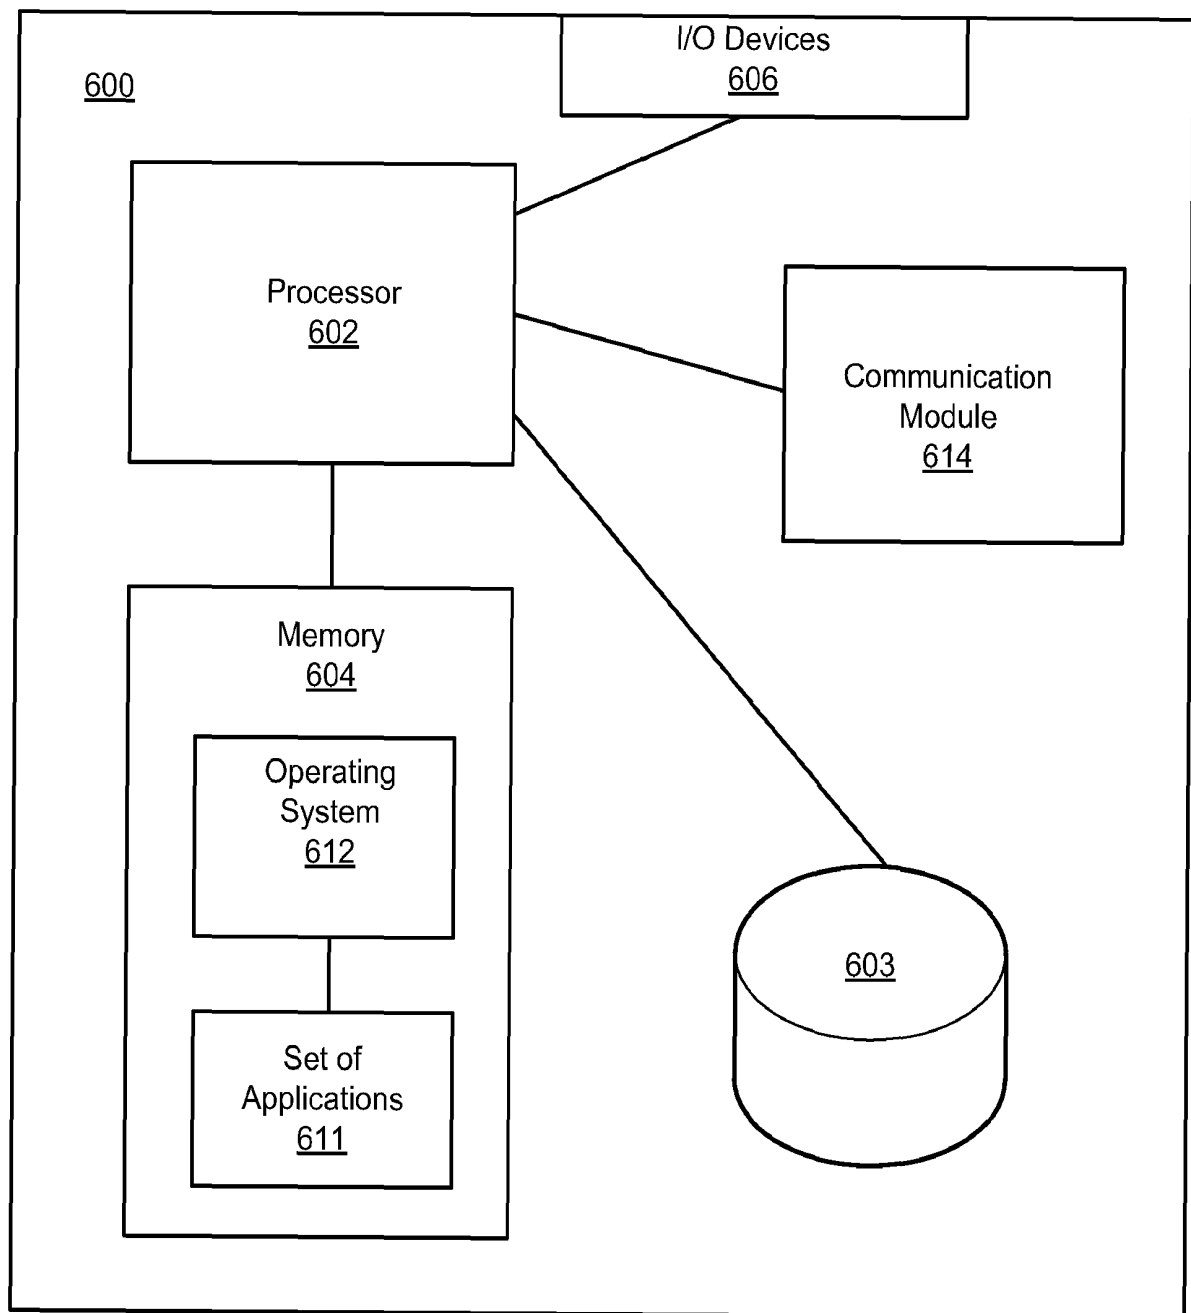 I/O Devices
606
600
Processor
602
Communication
Module
614
Memory
604
Operating
System
612
603
Set of
Applications
611